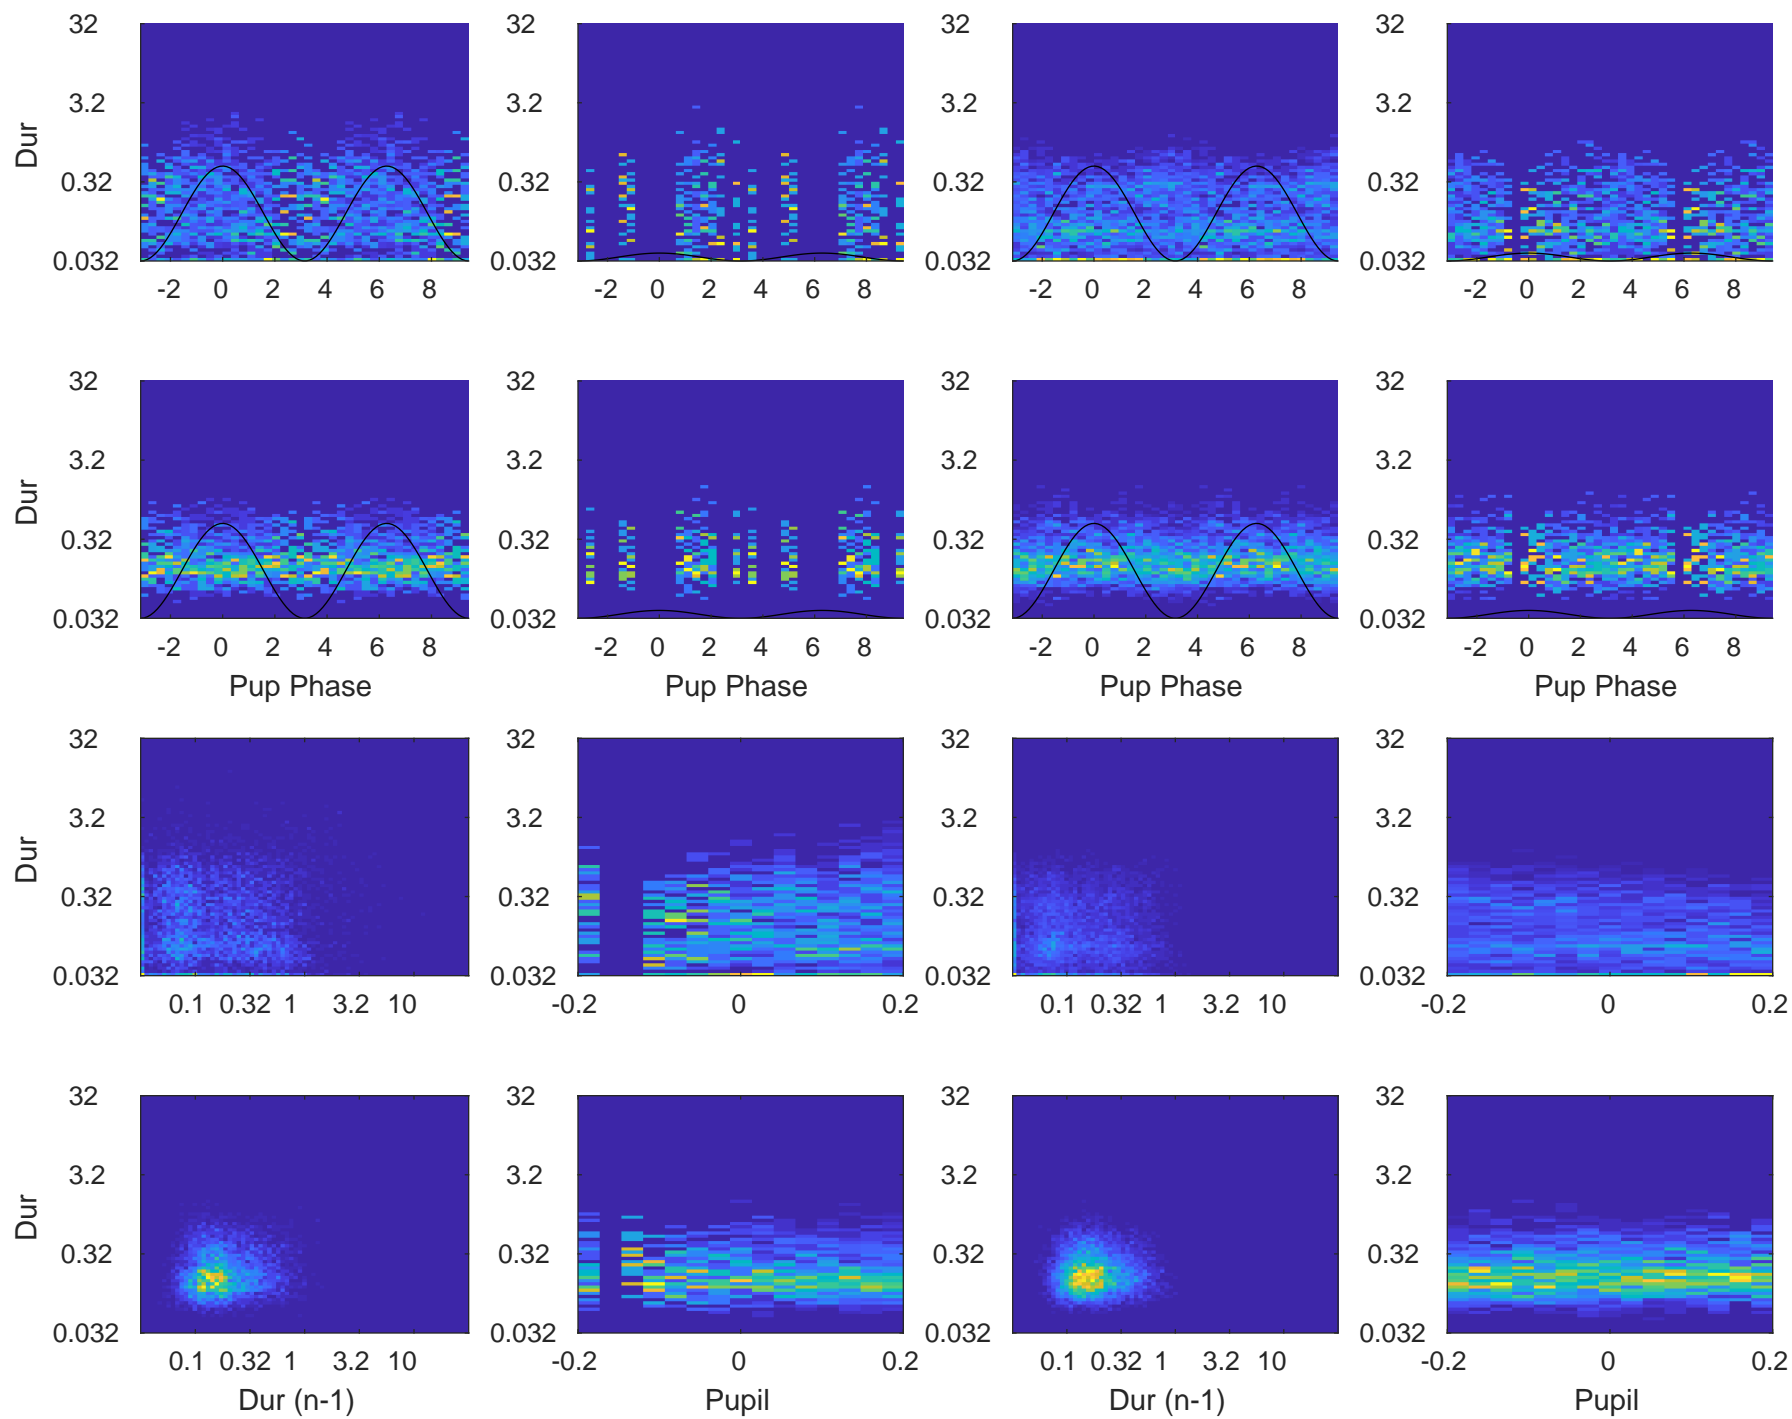 32 32 32 32
3.2 3.2 3.2 3.2
Dur
0.32 0.32 0.32 0.32
0.032 0.032 0.032 0.032
-2 0 2 4 6 8 -2 0 2 4 6 8 -2 0 2 4 6 8 -2 0 2 4 6 8
32 32 32 32
3.2 3.2 3.2 3.2
Dur
0.32 0.32 0.32 0.32
0.032 0.032 0.032 0.032
-2 0 2 4 6 8 -2 0 2 4 6 8 -2 0 2 4 6 8 -2 0 2 4 6 8
Pup Phase Pup Phase Pup Phase Pup Phase
32 32 32 32
3.2 3.2 3.2 3.2
Dur
0.32 0.32 0.32 0.32
0.032 0.032 0.032 0.032
0.1 0.32 1 3.2 10 -0.2 0 0.2 0.1 0.32 1 3.2 10 -0.2 0 0.2
32 32 32 32
3.2 3.2 3.2 3.2
Dur
0.32 0.32 0.32 0.32
0.032 0.032 0.032 0.032
0.1 0.32 1 3.2 10 -0.2 0 0.2 0.1 0.32 1 3.2 10 -0.2 0 0.2
Dur (n-1) Pupil Dur (n-1) Pupil